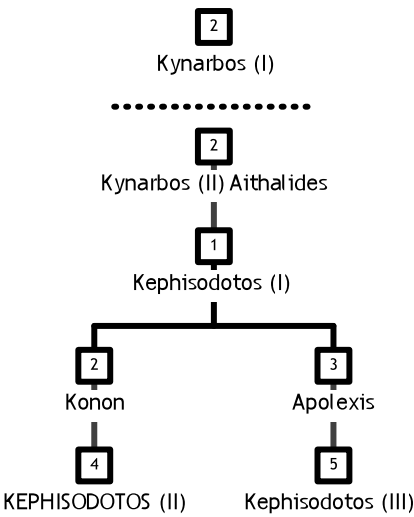 2
Kynarbos (I)
2
Kynarbos (II) Aithalides
1
Kephisodotos (I)
2 3
Konon Apolexis
4 5
KEPHISODOTOS (II) Kephisodotos (III)